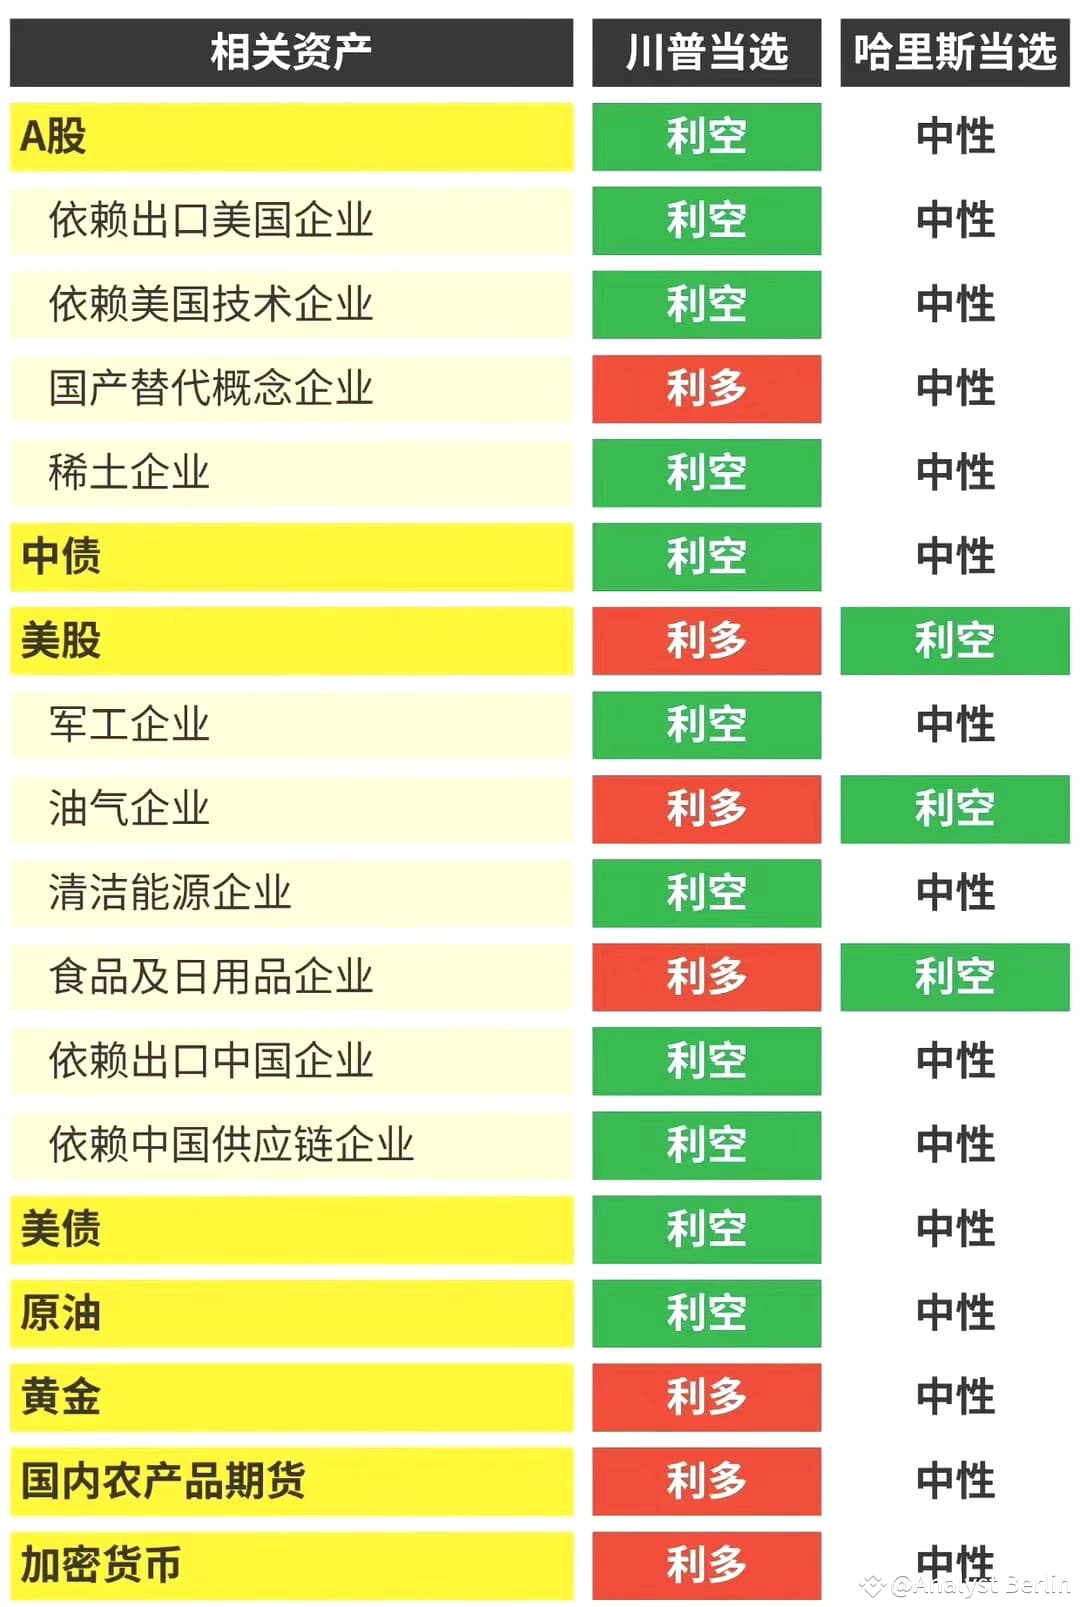 相关资产 川普当选 哈里斯当选
A股 利空 中性
依赖出口美国企业 利空 中性
依赖美国技术企业 利空 中性
国产替代概念企业 利多 中性
稀土企业 利空 中性
中债 利空 中性
美股 利多 利空
军工企业 利空 中性
油气企业 利多 利空
清洁能源企业 利空 中性
食品及日用品企业 利多 利空
依赖出口中国企业 利空 中性
依赖中国供应链企业 利空 中性
美债 利空 中性
原油 利空 中性
黄金 利多 中性
国内农产品期货 利多 中性
加密货币 利多 中性
@Analyst Berlin